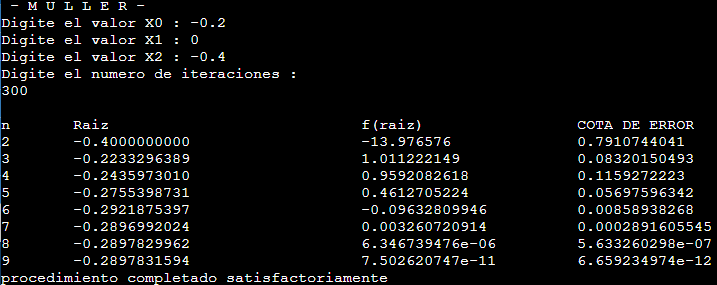 - M U L L E R -
Digite el valor X0 : -0.2
Digite el valor X1 : 0
Digite el valor X2 : -0.4
Digite el numero de iteraciones :
300
n Raiz f(raiz) COTA DE ERROR
2 -0.4000000000 -13.976576 0.7910744041
3 -0.2233296389 1.011222149 0.08320150493
4 -0.2435973010 0.9592082618 0.1159272223
5 -0.2755398731 0.4612705224 0.05697596342
6 -0.2921875397 -0.09632809946 0.00858938268
7 -0.2896992024 0.003260720914 0.0002891605545
8 -0.2897829962 6.346739476e-06 5.633260298e-07
9 -0.2897831594 7.502620747e-11 6.659234974e-12
procedimiento completado satisfactoriamente